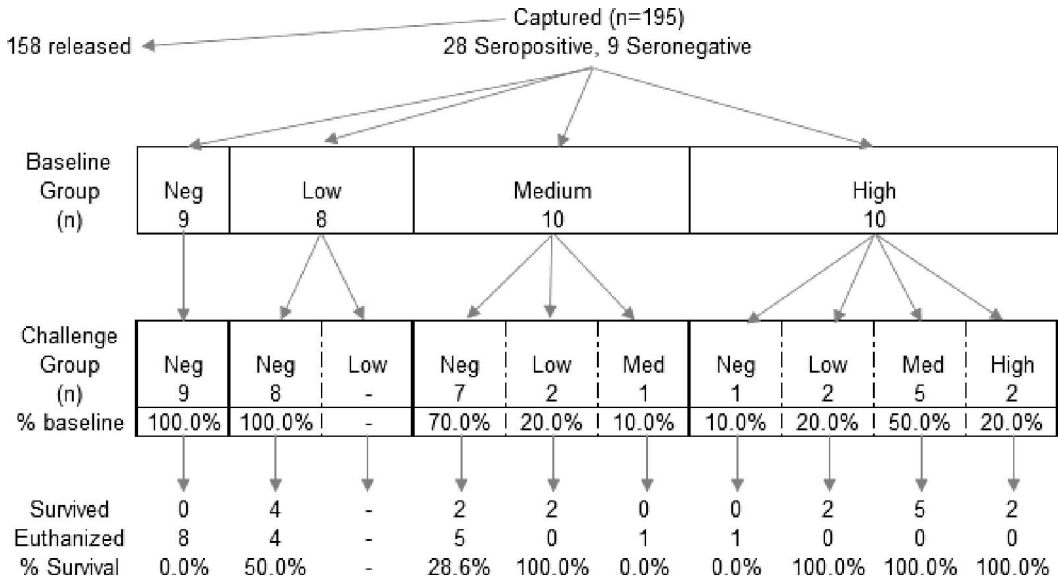 Captured (n=195)
158 released
28 Seropositive, 9 Seronegative
Baseline Group (n)
Neg 9
Low 8
Medium 10
High 10
Challenge Group (n)
Neg 9
Neg 8
Low -
Neg 7
Low 2
Med 1
Neg 1
Low 2
Med 5
High 2
% baseline 100.0% 100.0% - 70.0% 20.0% 10.0% 10.0% 20.0% 50.0% 20.0%
Survived 0 4 - 2 2 0 0 2 5 2
Euthanized 8 4 - 5 0 1 1 0 0 0
% Survival 0.0% 50.0% - 28.6% 100.0% 0.0% 0.0% 100.0% 100.0% 100.0%